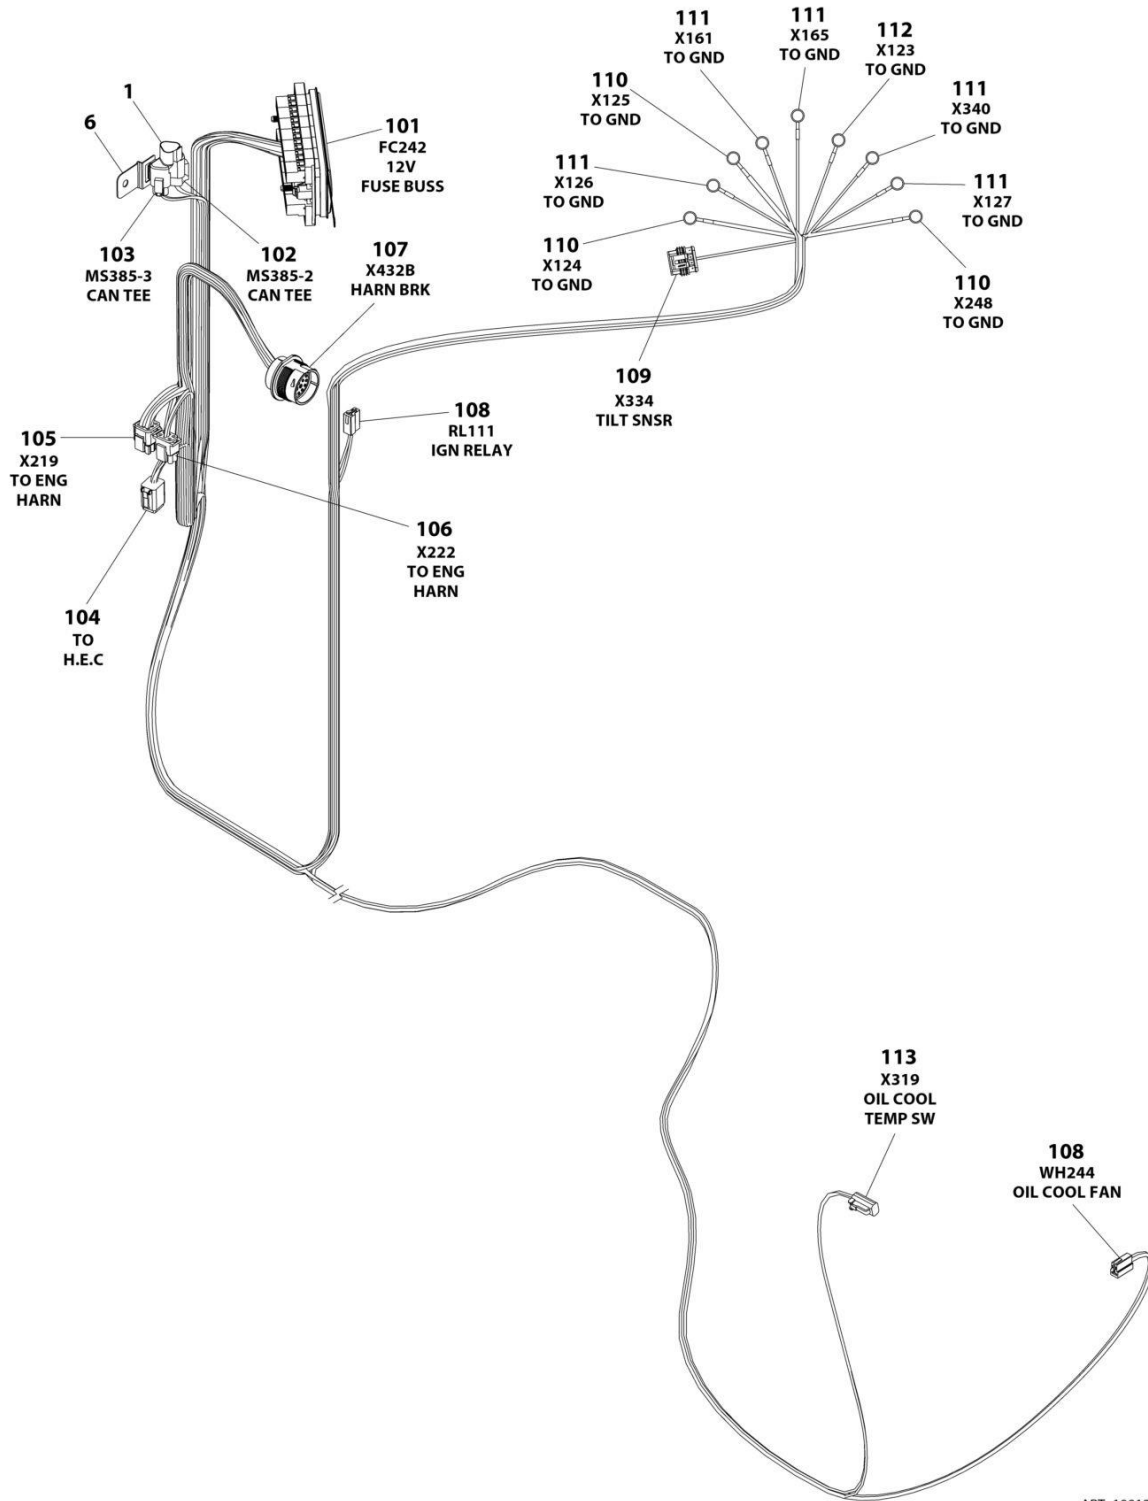 111
X161
TO GND
111
X165
TO GND
112
X123
TO GND
110
X125
TO GND
111
X340
TO GND
1
6
101
FC242
12V
FUSE BUSS
111
X126
TO GND
111
X127
TO GND
103
MS385-3
CAN TEE
102
MS385-2
CAN TEE
107
X432B
HARN BRK
110
X124
TO GND
110
X248
TO GND
109
X334
TILT SNSR
108
RL111
IGN RELAY
105
X219
TO ENG
HARN
106
X222
TO ENG
HARN
104
TO
H.E.C
113
X319
OIL COOL
TEMP SW
108
WH244
OIL COOL FAN